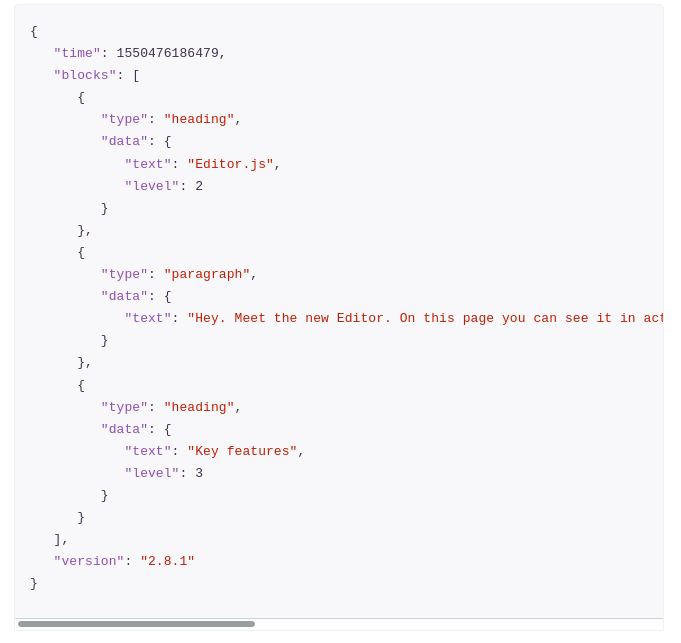 {
   "time": 1550476186479,
   "blocks": [
      {
         "type": "heading",
         "data": {
            "text": "Editor.js",
            "level": 2
         }
      },
      {
         "type": "paragraph",
         "data": {
            "text": "Hey. Meet the new Editor. On this page you can see it in
         }
      },
      {
         "type": "heading",
         "data": {
            "text": "Key features",
            "level": 3
         }
      }
   ],
   "version": "2.8.1"
}